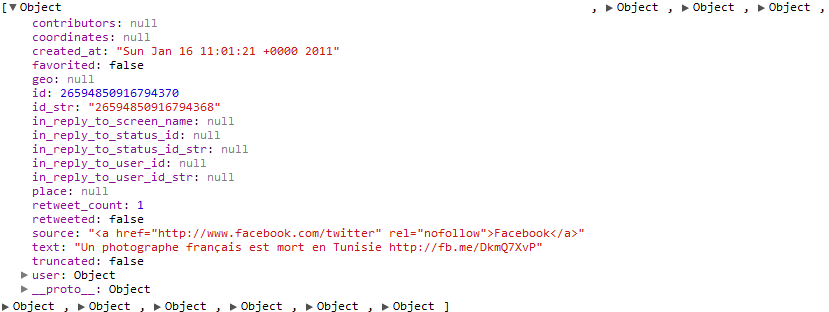 [▼Object , ▶Object , ▶Object , ▶Object ,
contributors: null
coordinates: null
created_at: "Sun Jan 16 11:01:21 +0000 2011"
favorited: false
geo: null
id: 26594850916794370
id_str: "26594850916794368"
in_reply_to_screen_name: null
in_reply_to_status_id: null
in_reply_to_status_id_str: null
in_reply_to_user_id: null
in_reply_to_user_id_str: null
place: null
retweet_count: 1
retweeted: false
source: "<a href="http://www.facebook.com/twitter" rel="nofollow">Facebook</a>"
text: "Un photographe français est mort en Tunisie http://fb.me/DkmQ7XvP"
truncated: false
▶user: Object
▶__proto__: Object
▶Object , ▶Object , ▶Object , ▶Object , ▶Object , ▶Object ]